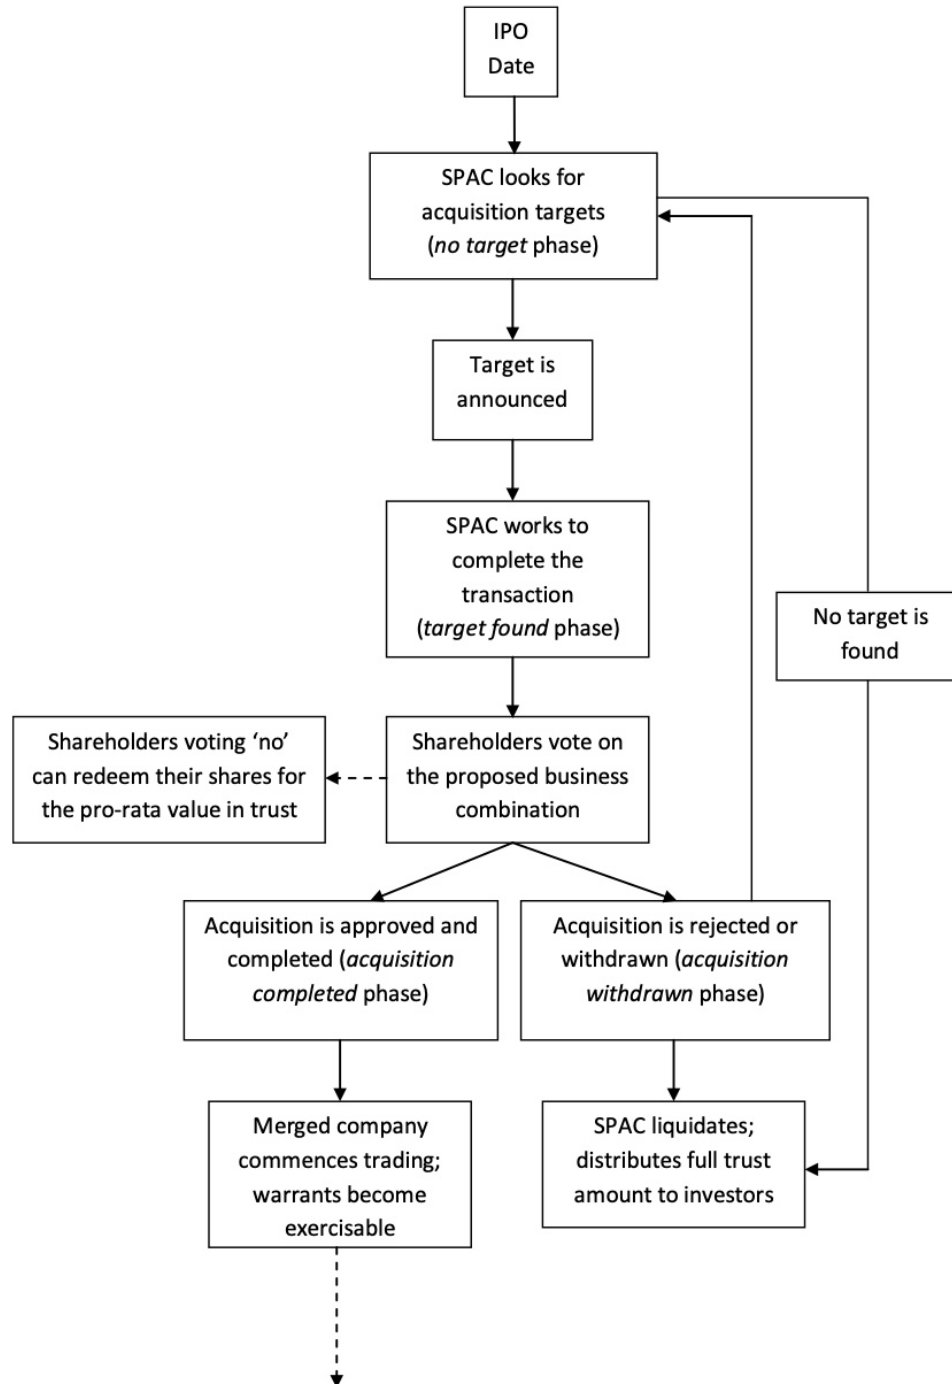 IPO
Date
SPAC looks for
acquisition targets
(no target phase)
Target is
announced
SPAC works to
complete the
transaction
(target found phase)
No target is
found
Shareholders voting ‘no’
can redeem their shares for
the pro-rata value in trust
Shareholders vote on
the proposed business
combination
Acquisition is approved and
completed (acquisition
completed phase)
Acquisition is rejected or
withdrawn (acquisition
withdrawn phase)
Merged company
commences trading;
warrants become
exercisable
SPAC liquidates;
distributes full trust
amount to investors